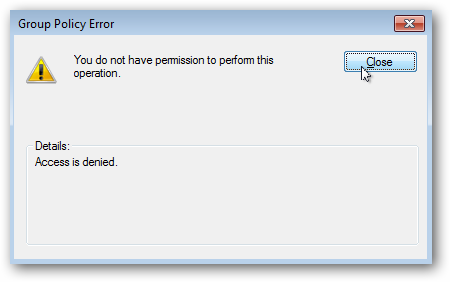 Group Policy Error
You do not have permission to perform this
operation.
Close
Details:
Access is denied.